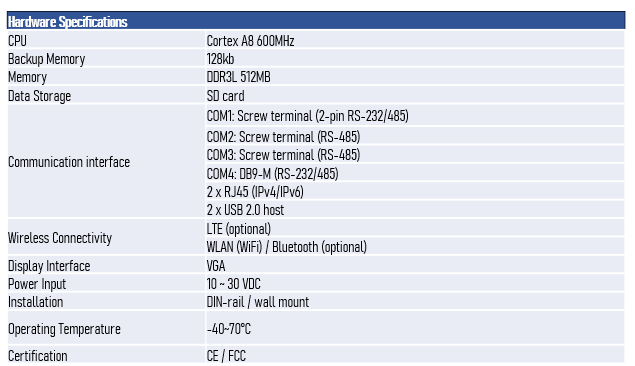 Hardware Specifications
CPU Cortex A8 600MHz
Backup Memory 128kb
Memory DDR3L 512MB
Data Storage SD card
Communication interface
COM1: Screw terminal (2-pin RS-232/485)
COM2: Screw terminal (RS-485)
COM3: Screw terminal (RS-485)
COM4: DB9-M (RS-232/485)
2 x RJ45 (IPv4/IPv6)
2 x USB 2.0 host
Wireless Connectivity
LTE (optional)
WLAN (WiFi) / Bluetooth (optional)
Display Interface VGA
Power Input 10 ~ 30 VDC
Installation DIN-rail / wall mount
Operating Temperature -40~70°C
Certification CE / FCC